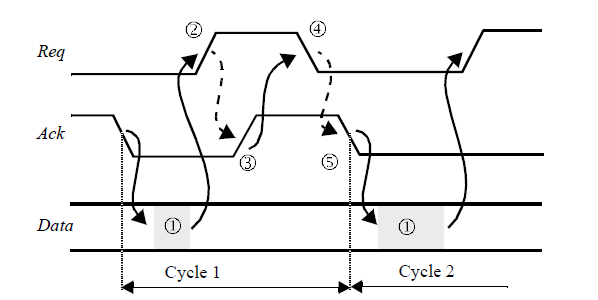 ② ④
Req
Ack
③ ⑤
Data ① ①
Cycle 1 Cycle 2